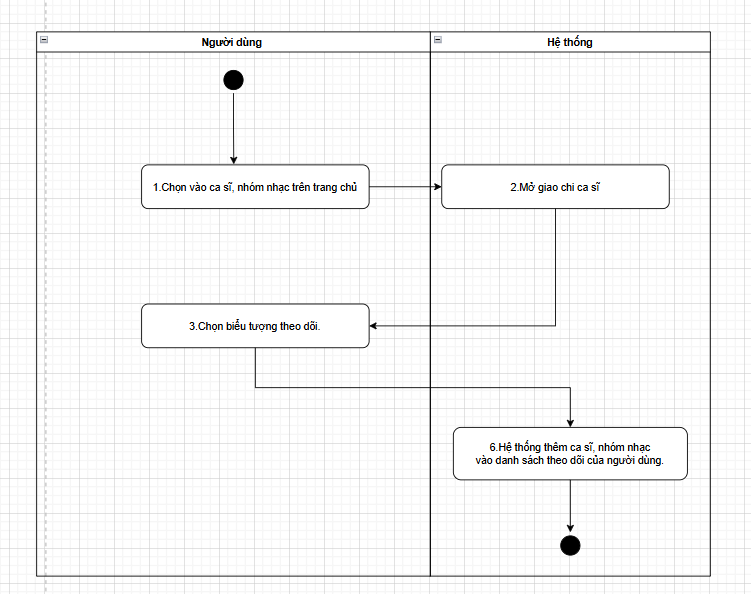 Người dùng
Hệ thống
1.Chọn vào ca sĩ, nhóm nhạc trên trang chủ
2.Mở giao chi ca sĩ
3.Chọn biểu tượng theo dõi.
6.Hệ thống thêm ca sĩ, nhóm nhạc
vào danh sách theo dõi của người dùng.